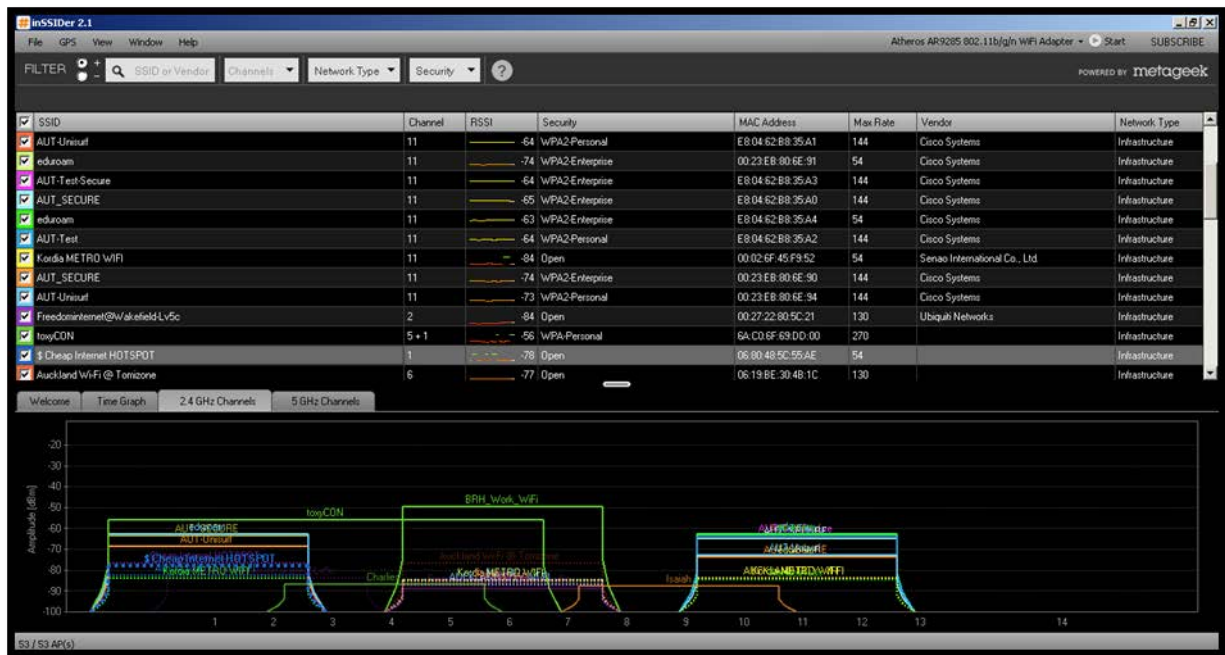 inSSIDer 2.1
File GPS View Window Help Atheros AR9285 802.11b/g/n WiFi Adapter Start SUBSCRIBE
FILTER + - SSID or Vendor Channels Network Type Security ? POWERED BY metageek
SSID Channel RSSI Security MAC Address Max Rate Vendor Network Type
AUT-Unisurf 11 -64 WPA2-Personal E8:04:62:B8:35:A1 144 Cisco Systems Infrastructure
eduroam 11 -74 WPA2-Enterprise 00:23:EB:80:6E:91 54 Cisco Systems Infrastructure
AUT-Test-Secure 11 -64 WPA2-Enterprise E8:04:62:B8:35:A3 144 Cisco Systems Infrastructure
AUT_SECURE 11 -65 WPA2-Enterprise E8:04:62:B8:35:A0 144 Cisco Systems Infrastructure
eduroam 11 -63 WPA2-Enterprise E8:04:62:B8:35:A4 54 Cisco Systems Infrastructure
AUT-Test 11 -64 WPA2-Personal E8:04:62:B8:35:A2 144 Cisco Systems Infrastructure
Kordia METRO WIFI 11 -84 Open 00:02:6F:45:F9:52 54 Senao International Co., Ltd. Infrastructure
AUT_SECURE 11 -74 WPA2-Enterprise 00:23:EB:80:6E:90 144 Cisco Systems Infrastructure
AUT-Unisurf 11 -73 WPA2-Personal 00:23:EB:80:6E:94 144 Cisco Systems Infrastructure
Freedominternet@Wakefield-Lv5c 2 -84 Open 00:27:22:80:5C:21 130 Ubiquiti Networks Infrastructure
toxyCON 5 + 1 -56 WPA-Personal 6A:C0:6F:69:DD:00 270 Infrastructure
$ Cheap Internet HOTSPOT 1 -78 Open 06:80:48:5C:55:AE 54 Infrastructure
Auckland Wi-Fi @ Tomizone 6 -77 Open 06:19:BE:30:4B:1C 130 Infrastructure
Welcome Time Graph 2.4 GHz Channels 5 GHz Channels
Amplitude [dBm]
-20
-30
-40
-50 BRH_Work_WiFi
toxyCON
-60
AUT-Unisurf
-70
$ Cheap Internet HOTSPOT Auckland Wi-Fi @ Tomizone
-80 Kordia METRO WIFI Kordia METRO WIFI
Charlie Isaiah
-90
-100
1 2 3 4 5 6 7 8 9 10 11 12 13 14
53 / 53 AP(s)